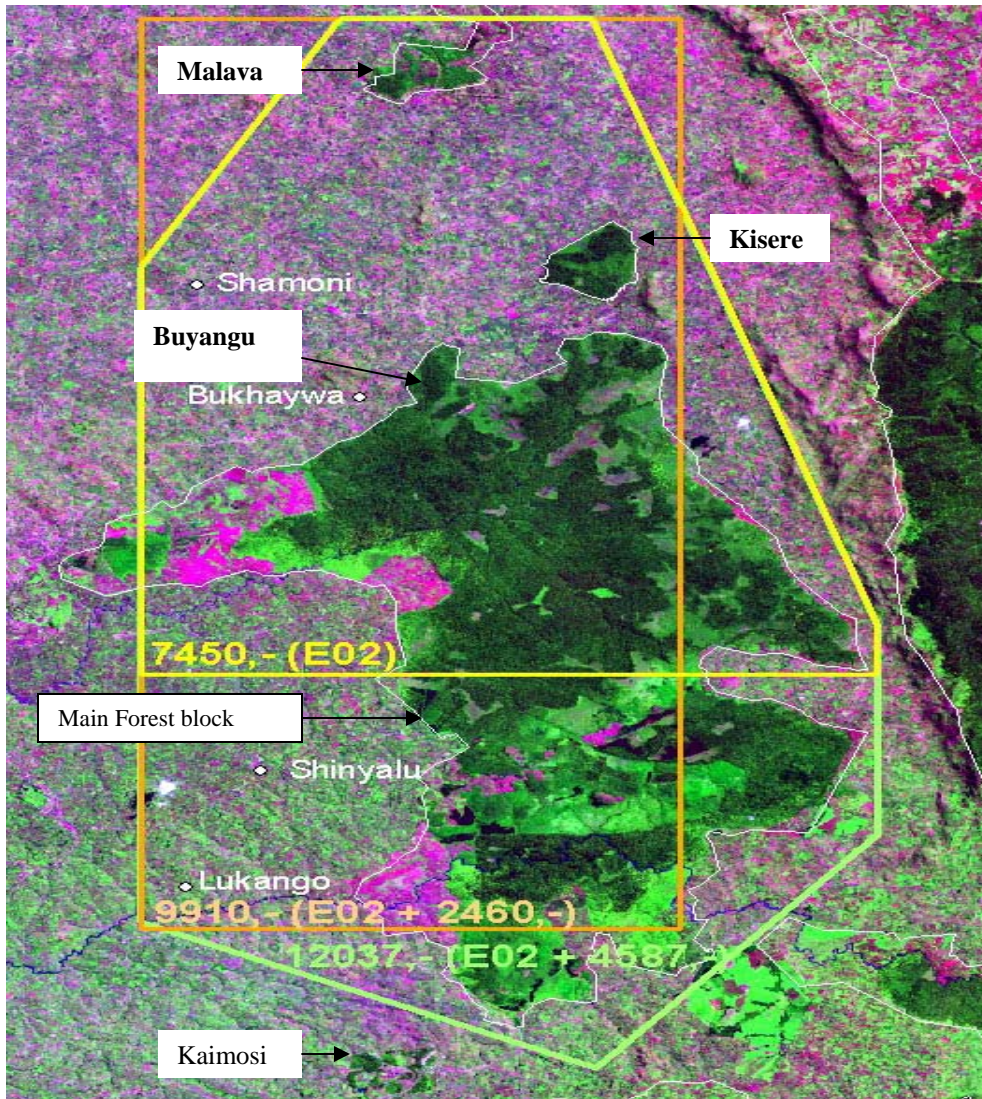 Malava
Kisere
Shamoni
Buyangu
Bukhaywa
7450,- (E02)
Main Forest block
Shinyalu
Lukango
9910,- (E02 + 2460,-)
12037,- (E02 + 4587,-)
Kaimosi